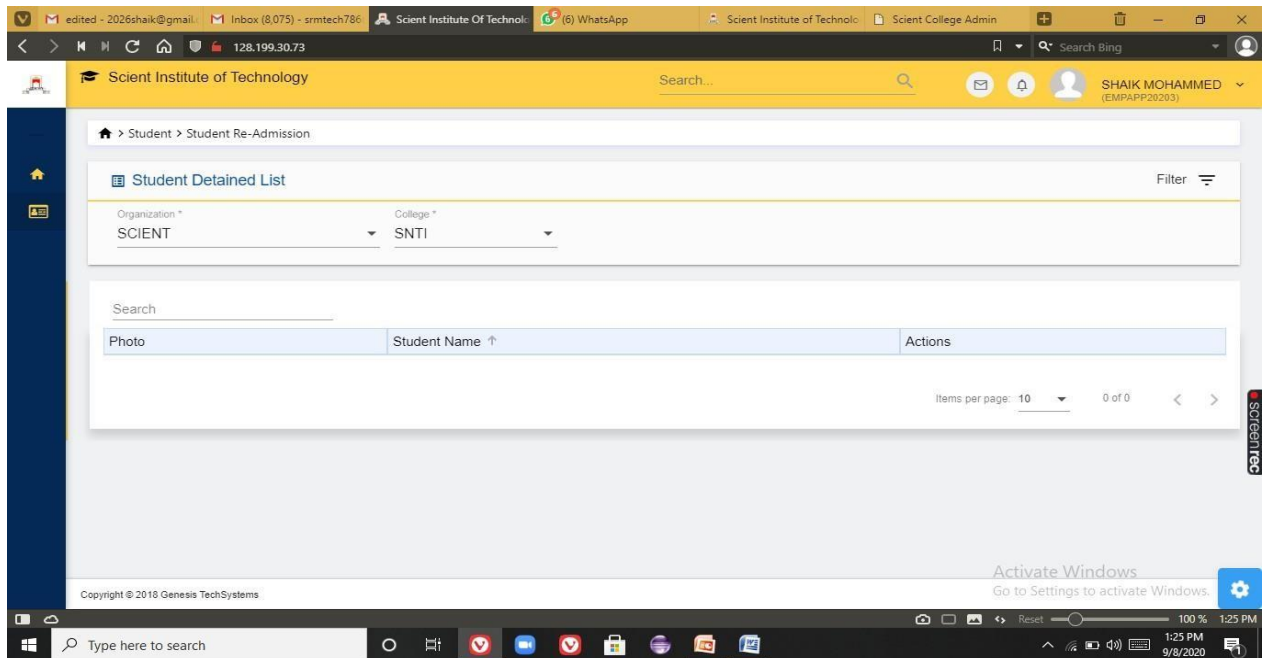 edited - 2026shaik@gmail.
Inbox (8,075) - srmtech786
Scient Institute Of Technolo
(6) WhatsApp
Scient Institute of Technolo
Scient College Admin
128.199.30.73
Search Bing
Scient Institute of Technology
Search...
SHAIK MOHAMMED
(EMPAPP20203)
> Student > Student Re-Admission
Student Detained List
Filter
Organization *
College *
SCIENT
SNTI
Search
Photo
Student Name ↑
Actions
Items per page: 10
0 of 0
screenrec
Activate Windows
Go to Settings to activate Windows.
Copyright © 2018 Genesis TechSystems
Reset
100 %
1:25 PM
Type here to search
1:25 PM
9/8/2020